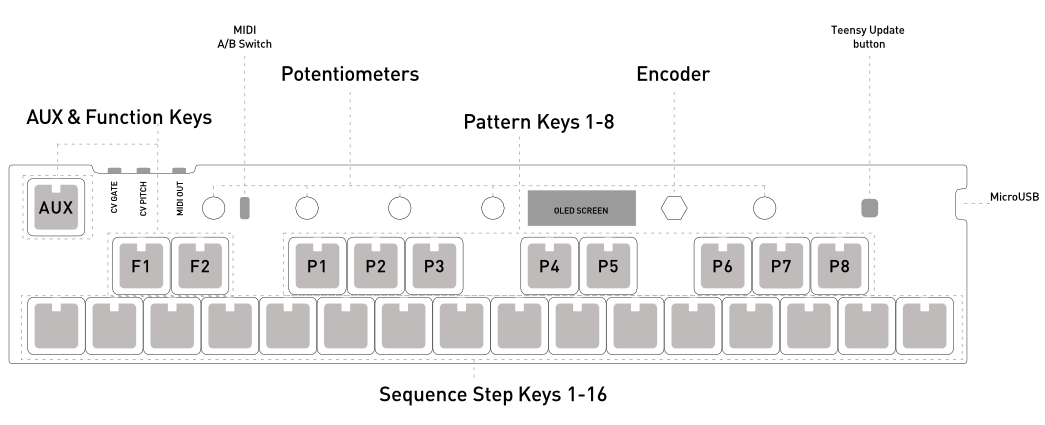 MIDI
A/B Switch
Teensy Update
button
Potentiometers
Encoder
AUX & Function Keys
Pattern Keys 1-8
CV GATE
CV PITCH
MIDI OUT
MicroUSB
AUX
OLED SCREEN
F1 F2 P1 P2 P3 P4 P5 P6 P7 P8
Sequence Step Keys 1-16